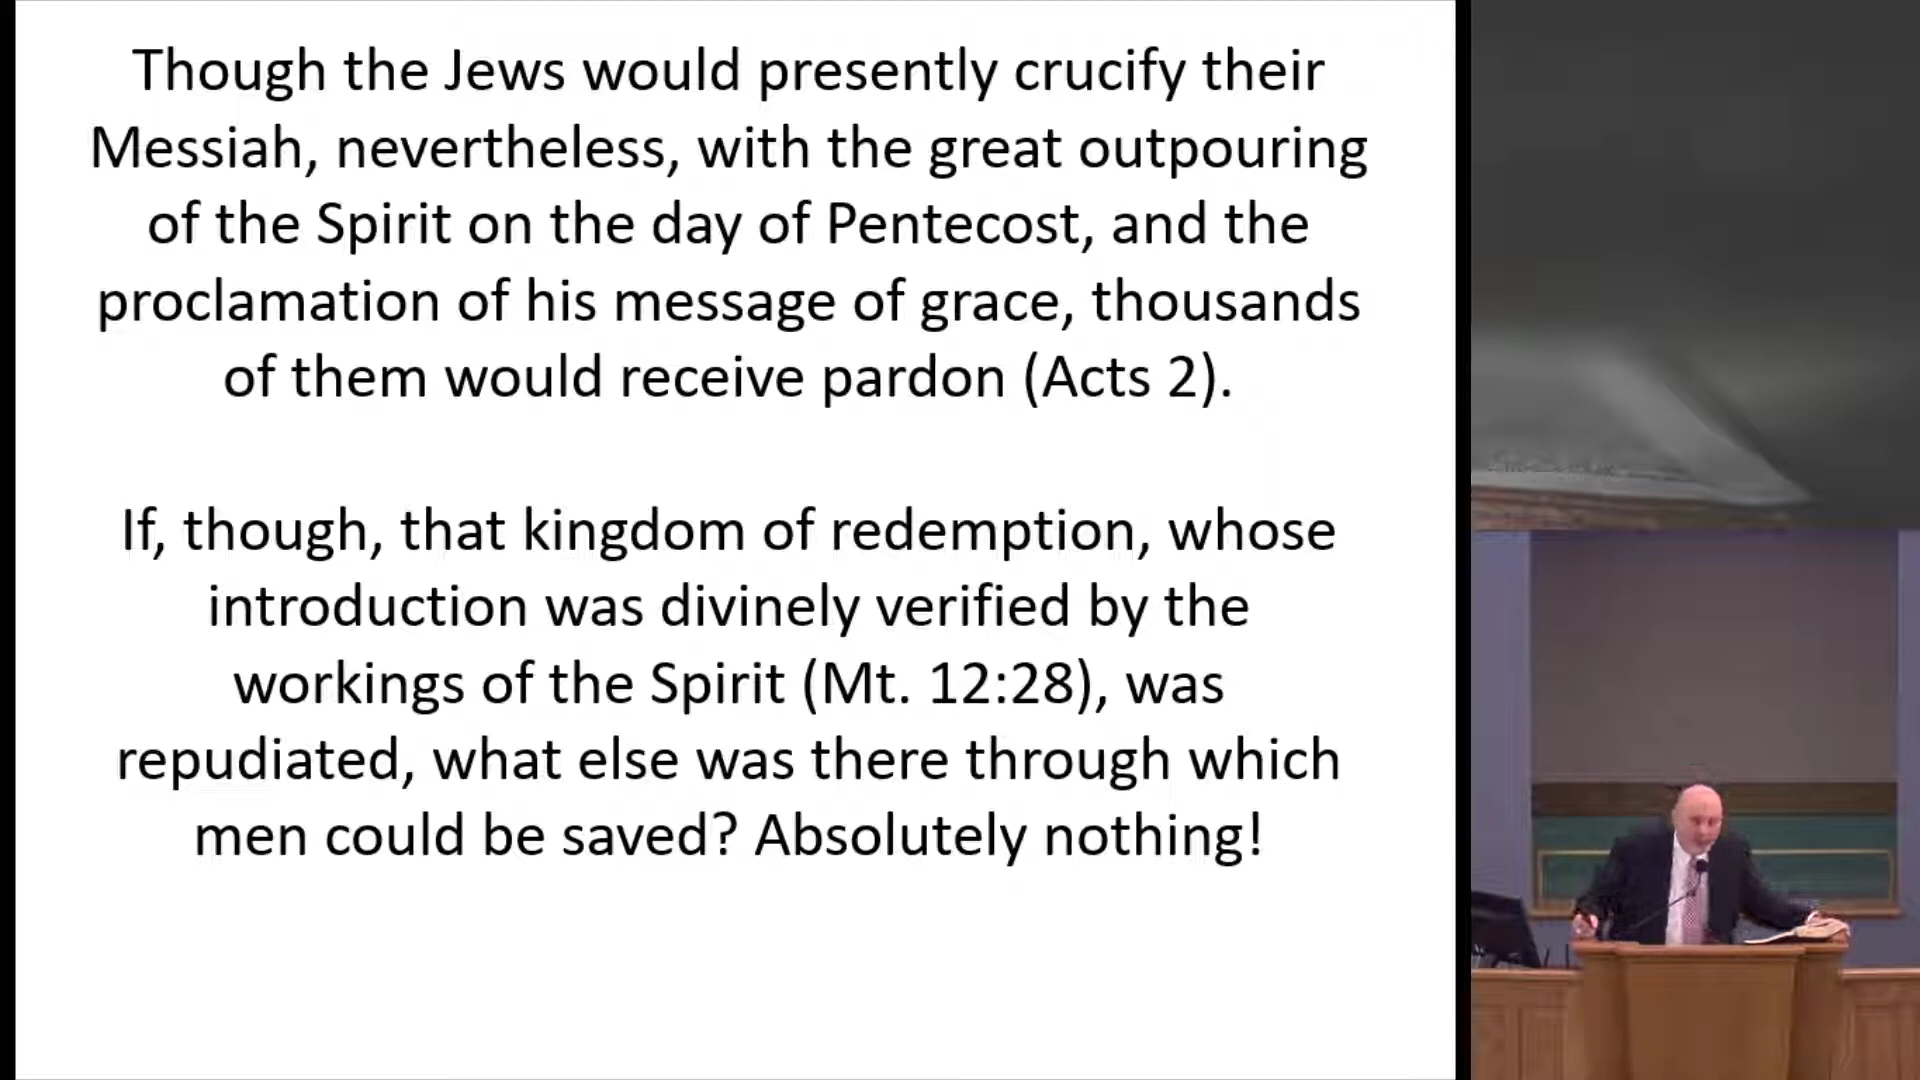 Though the Jews would presently crucify their
Messiah, nevertheless, with the great outpouring
of the Spirit on the day of Pentecost, and the
proclamation of his message of grace, thousands
of them would receive pardon (Acts 2).
If, though, that kingdom of redemption, whose
introduction was divinely verified by the
workings of the Spirit (Mt. 12:28), was
repudiated, what else was there through which
men could be saved? Absolutely nothing!